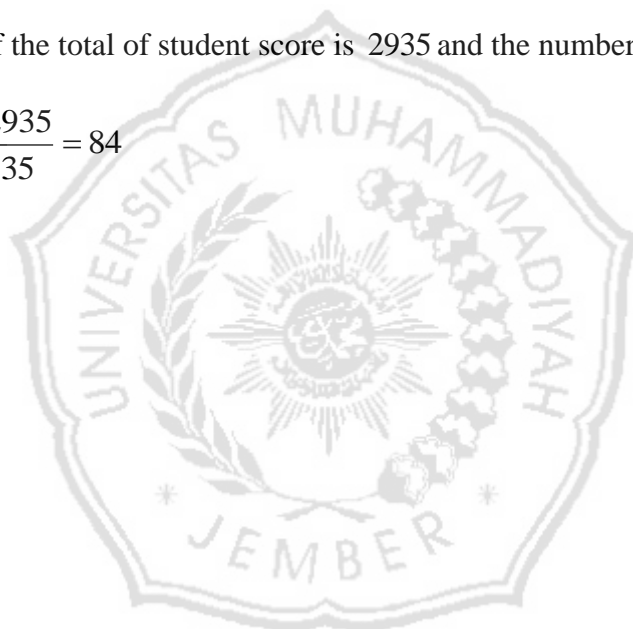 f the total of student score is 2935 and the number
935
35
= 84
UNIVERSITAS MUHAMMADIYAH
JEMBER